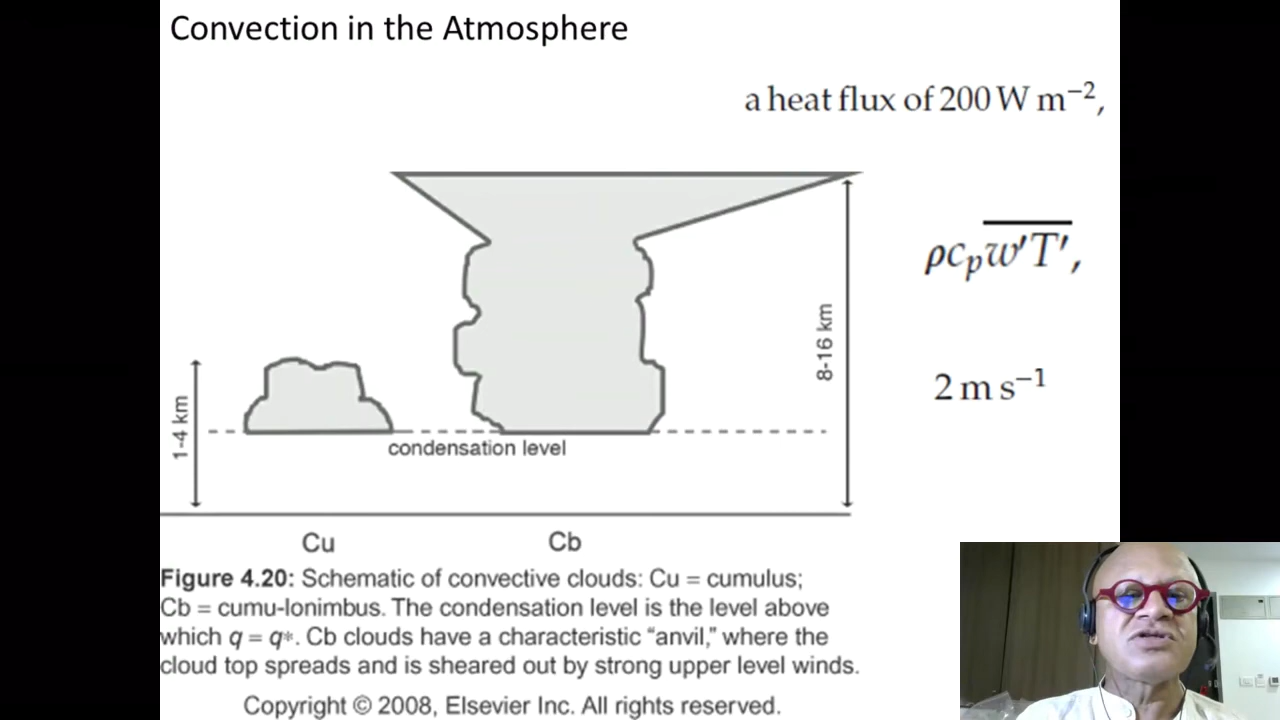 Convection in the Atmosphere
a heat flux of 200 W m⁻²,
ρcₚw′T′,
2 m s⁻¹
8-16 km
1-4 km
condensation level
Cu
Cb
Figure 4.20: Schematic of convective clouds: Cu = cumulus;
Cb = cumu-lonimbus. The condensation level is the level above
which q = q*. Cb clouds have a characteristic “anvil,” where the
cloud top spreads and is sheared out by strong upper level winds.
Copyright © 2008, Elsevier Inc. All rights reserved.